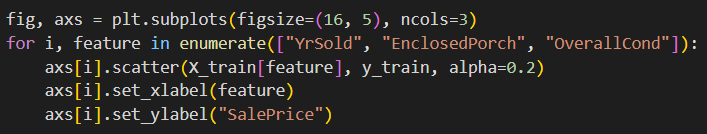 fig, axs = plt.subplots(figsize=(16, 5), ncols=3)
for i, feature in enumerate(["YrSold", "EnclosedPorch", "OverallCond"]):
    axs[i].scatter(X_train[feature], y_train, alpha=0.2)
    axs[i].set_xlabel(feature)
    axs[i].set_ylabel("SalePrice")